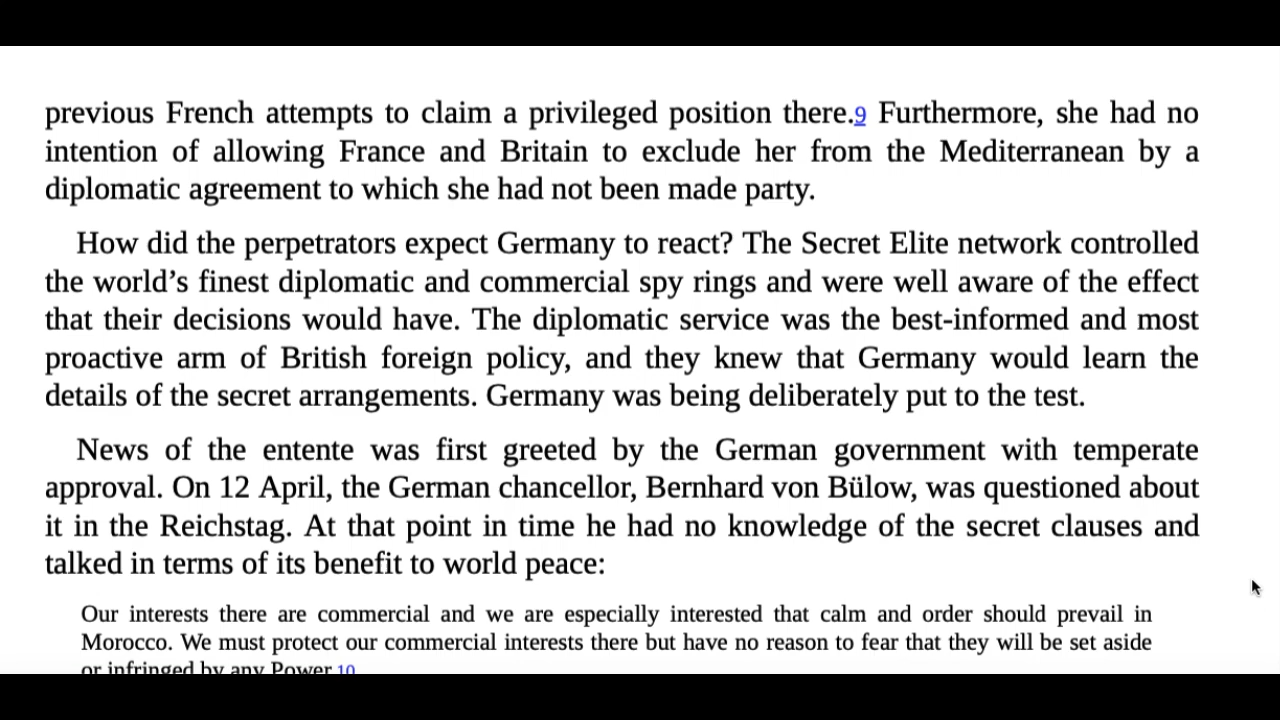 previous French attempts to claim a privileged position there.9 Furthermore, she had no
intention of allowing France and Britain to exclude her from the Mediterranean by a
diplomatic agreement to which she had not been made party.
How did the perpetrators expect Germany to react? The Secret Elite network controlled
the world’s finest diplomatic and commercial spy rings and were well aware of the effect
that their decisions would have. The diplomatic service was the best-informed and most
proactive arm of British foreign policy, and they knew that Germany would learn the
details of the secret arrangements. Germany was being deliberately put to the test.
News of the entente was first greeted by the German government with temperate
approval. On 12 April, the German chancellor, Bernhard von Bülow, was questioned about
it in the Reichstag. At that point in time he had no knowledge of the secret clauses and
talked in terms of its benefit to world peace:
Our interests there are commercial and we are especially interested that calm and order should prevail in
Morocco. We must protect our commercial interests there but have no reason to fear that they will be set aside
or infringed by any Power.10